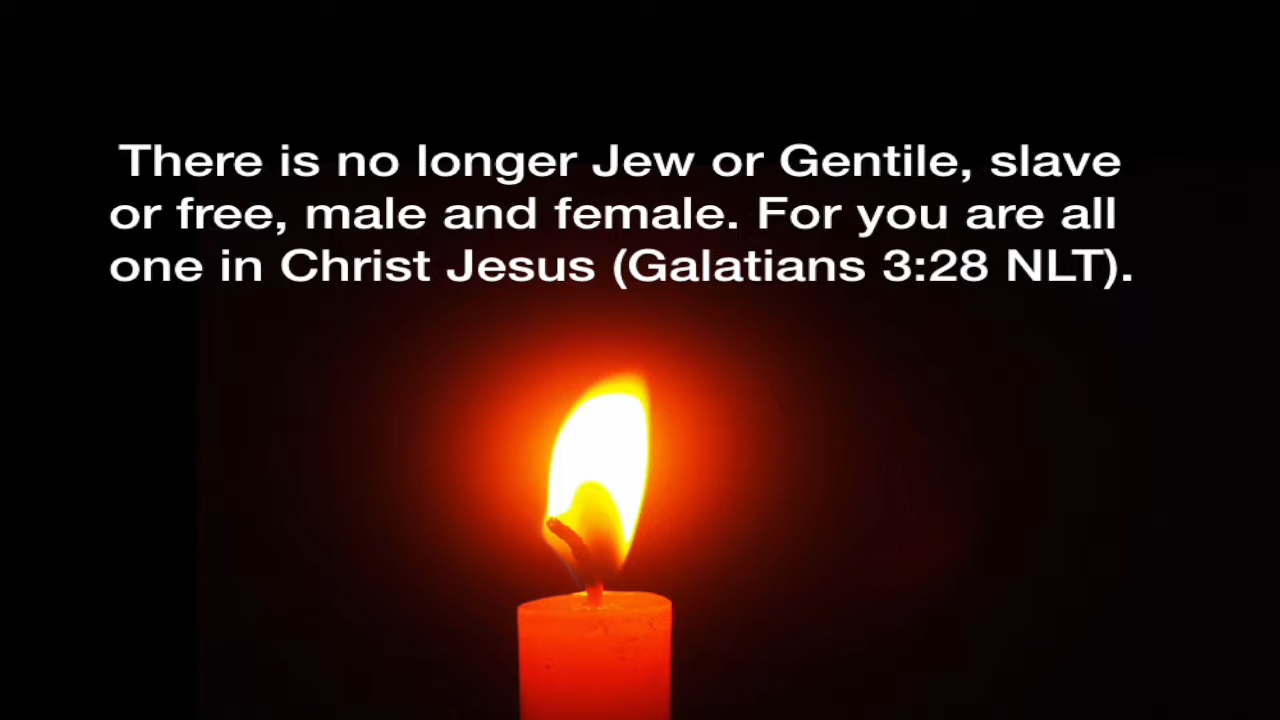 There is no longer Jew or Gentile, slave
or free, male and female. For you are all
one in Christ Jesus (Galatians 3:28 NLT).